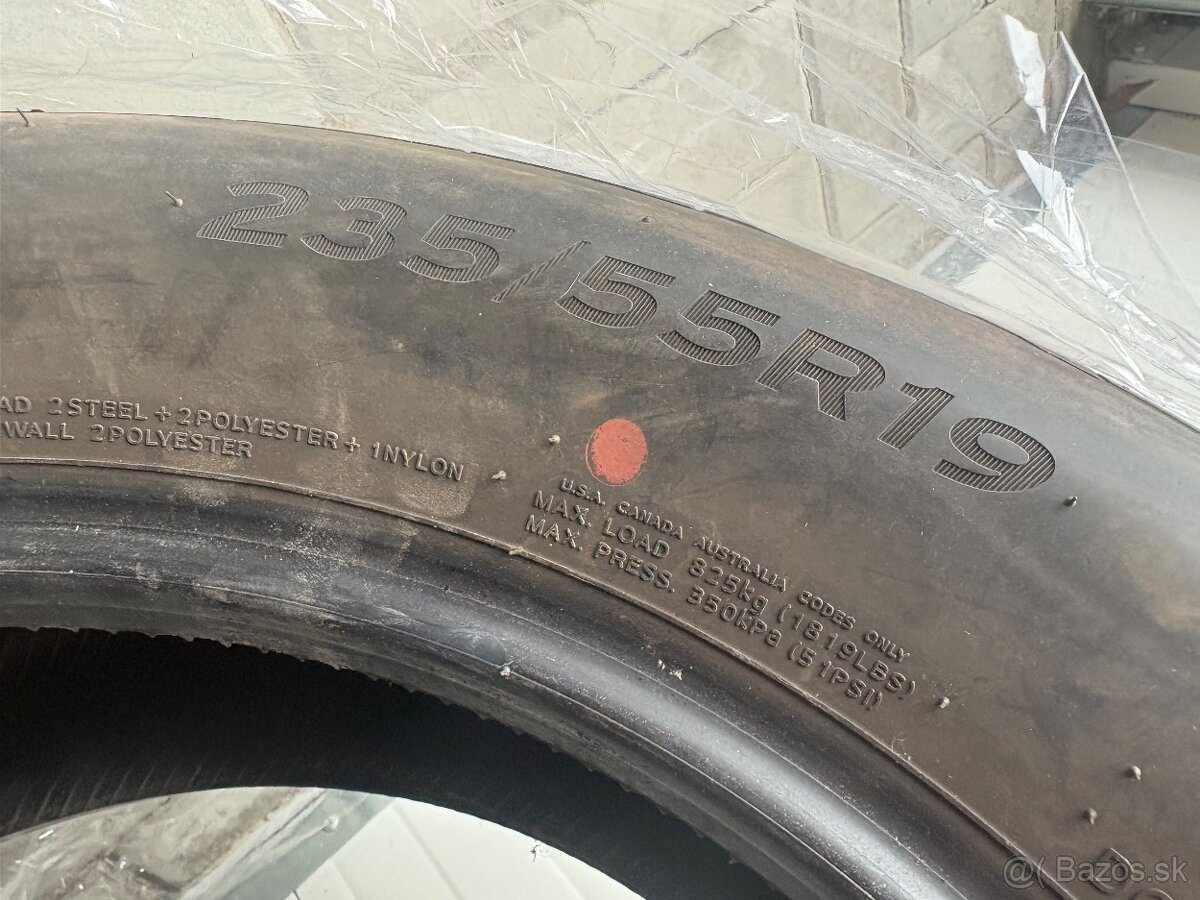 235/55R19
AD 2STEEL + 2POLYESTER + 1NYLON
WALL 2POLYESTER
U.S.A. CANADA AUSTRALIA CODES ONLY
MAX. LOAD 825kg (1819LBS)
MAX. PRESS. 350kPa (51PSI)
@( Bazos.sk